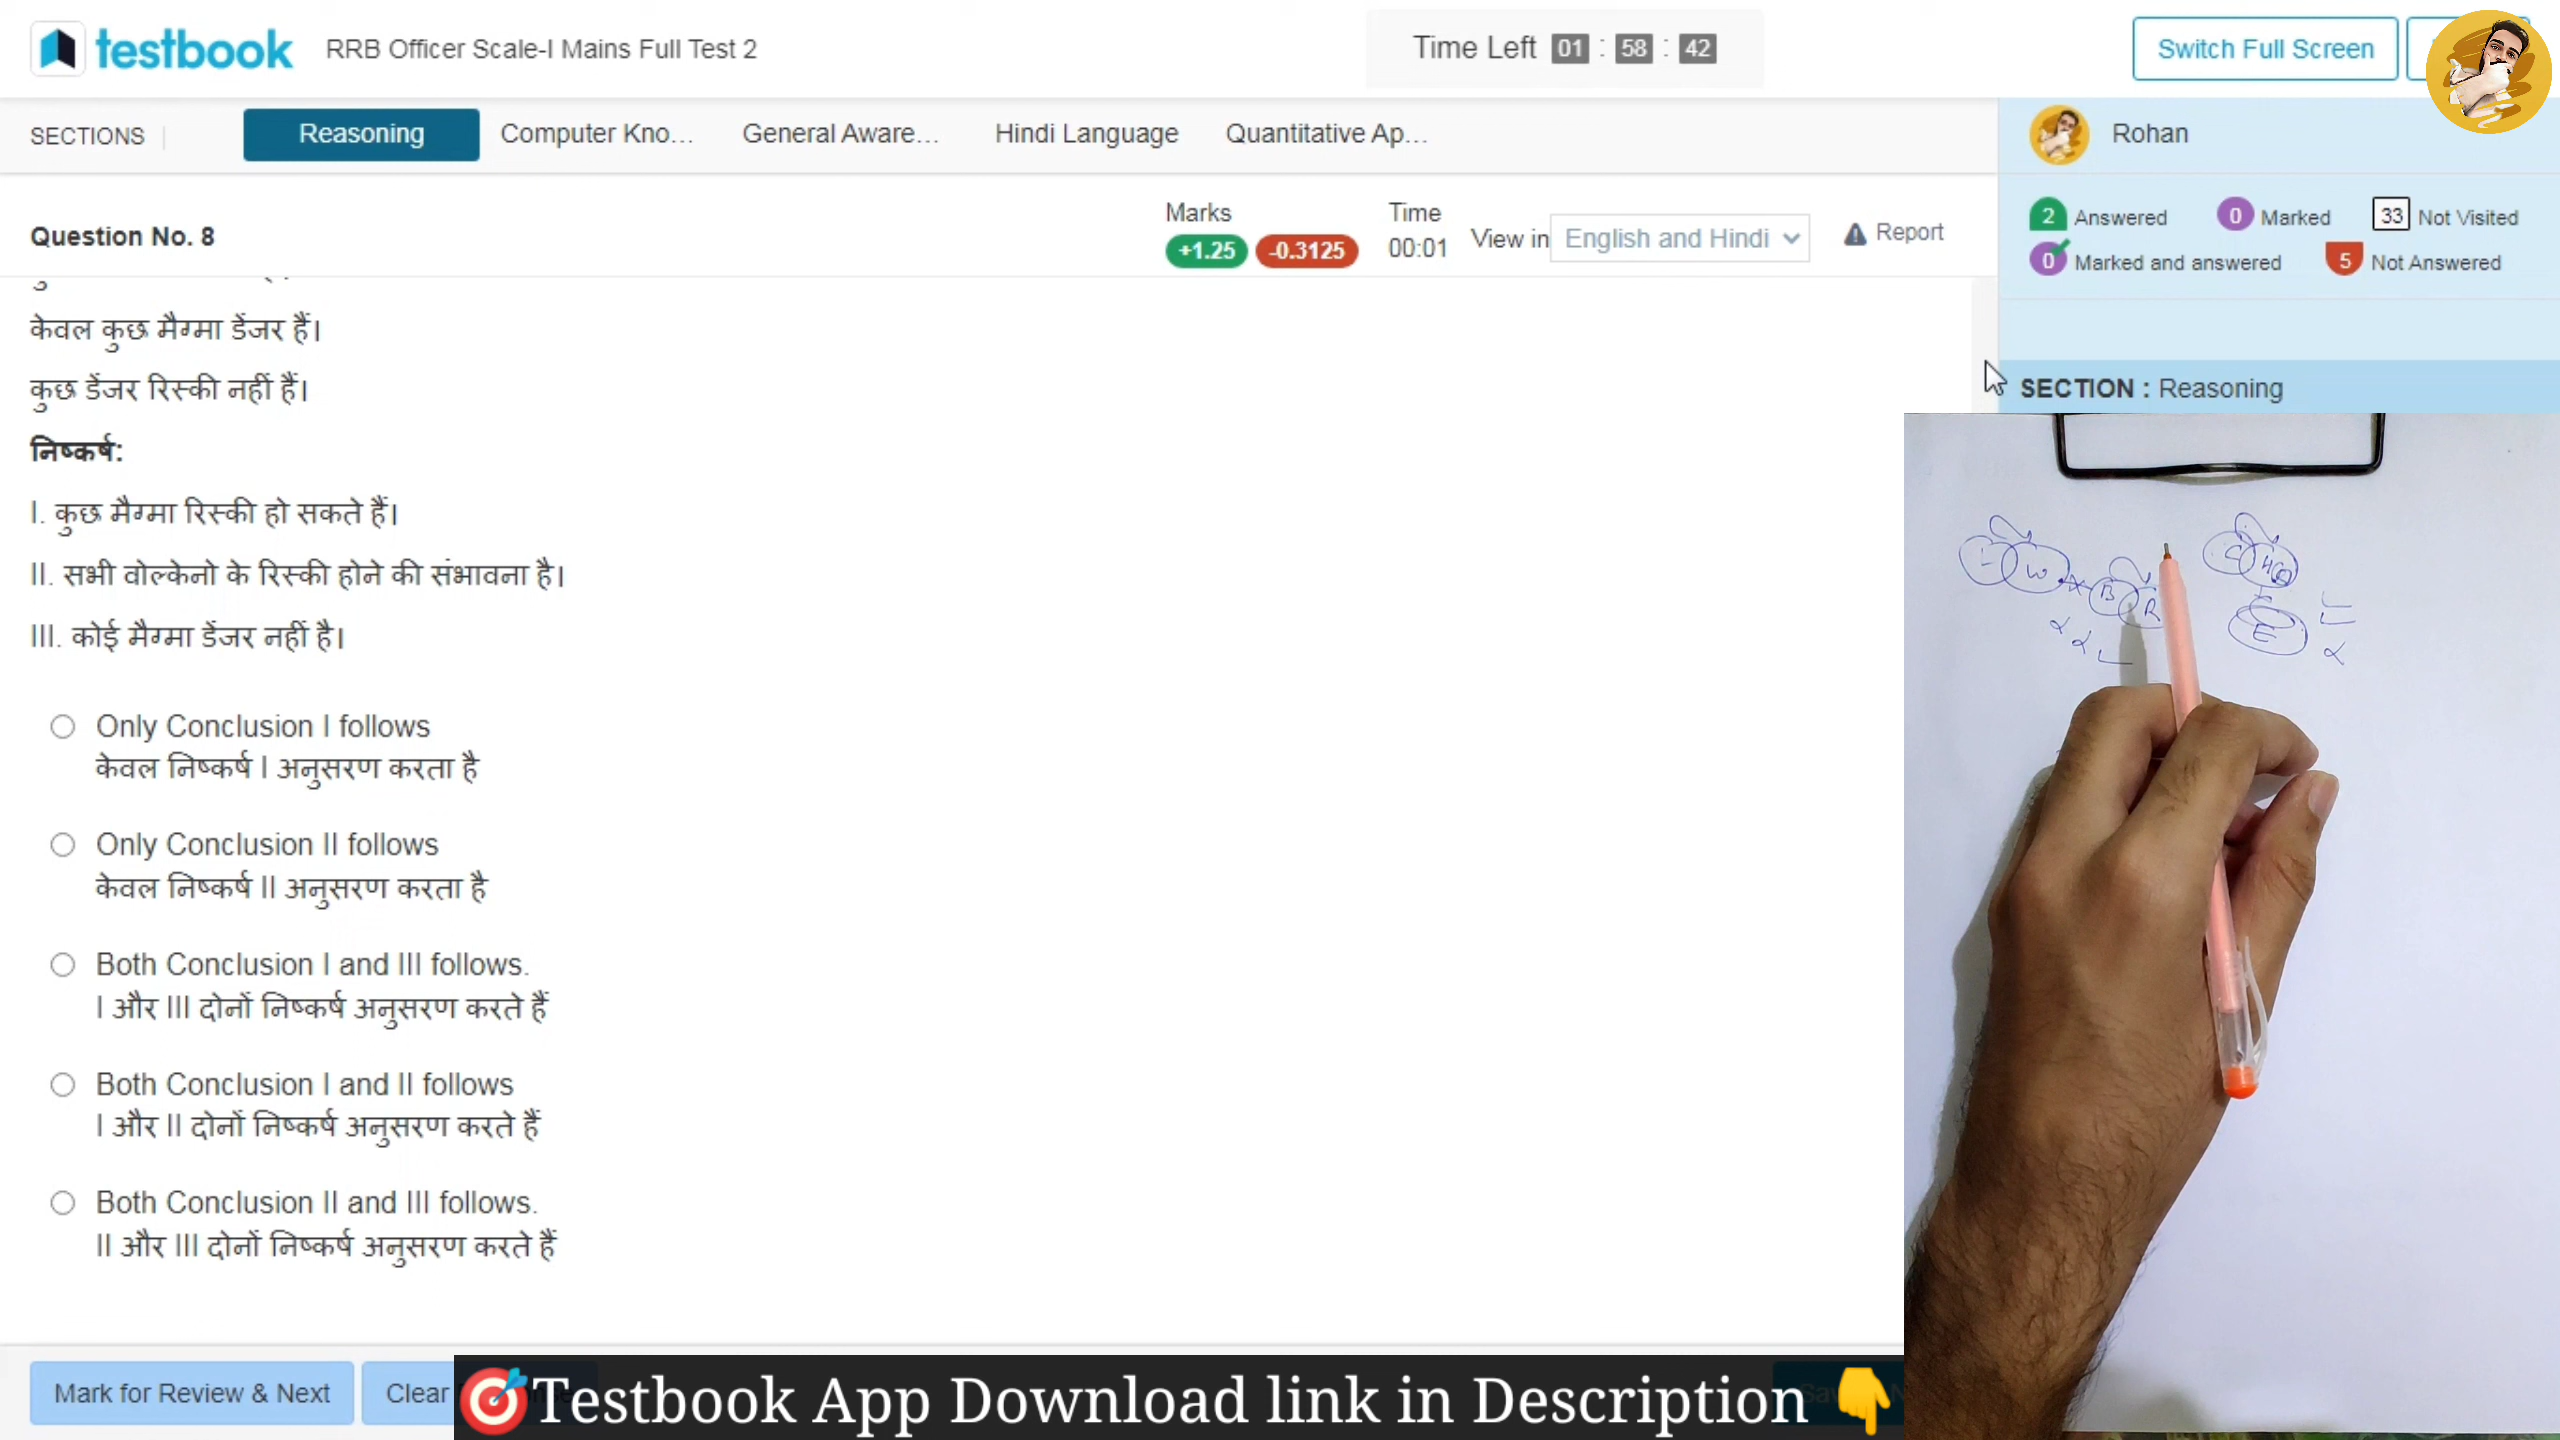 testbook RRB Officer Scale-I Mains Full Test 2 Time Left 01 : 58 : 42 Switch Full Screen
SECTIONS Reasoning Computer Kno... General Aware... Hindi Language Quantitative Ap... Rohan
Question No. 8 Marks +1.25 -0.3125 Time 00:01 View in English and Hindi Report
2 Answered 0 Marked 33 Not Visited
0 Marked and answered 5 Not Answered
SECTION : Reasoning
केवल कुछ मैग्मा डेंजर हैं।
कुछ डेंजर रिस्की नहीं हैं।
निष्कर्ष:
I. कुछ मैग्मा रिस्की हो सकते हैं।
II. सभी वोल्केनो के रिस्की होने की संभावना है।
III. कोई मैग्मा डेंजर नहीं है।
Only Conclusion I follows
केवल निष्कर्ष I अनुसरण करता है
Only Conclusion II follows
केवल निष्कर्ष II अनुसरण करता है
Both Conclusion I and III follows.
I और III दोनों निष्कर्ष अनुसरण करते हैं
Both Conclusion I and II follows
I और II दोनों निष्कर्ष अनुसरण करते हैं
Both Conclusion II and III follows.
II और III दोनों निष्कर्ष अनुसरण करते हैं
Mark for Review & Next Clear
Testbook App Download link in Description
W B R
E